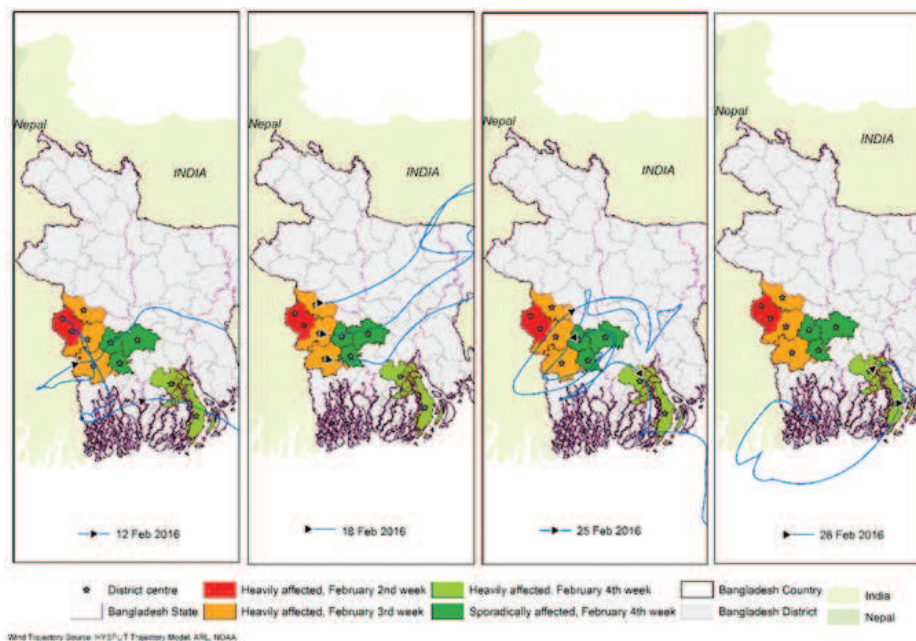 Nepal
INDIA
Nepal
INDIA
Nepal
INDIA
Nepal
INDIA
12 Feb 2016
18 Feb 2016
25 Feb 2016
28 Feb 2016
District centre
Heavily affected, February 2nd week
Heavily affected, February 4th week
Bangladesh Country
India
Bangladesh State
Heavily affected, February 3rd week
Sporadically affected, February 4th week
Bangladesh District
Nepal
Wind Trajectory Source: HYSPLIT Trajectory Model, ARL, NOAA